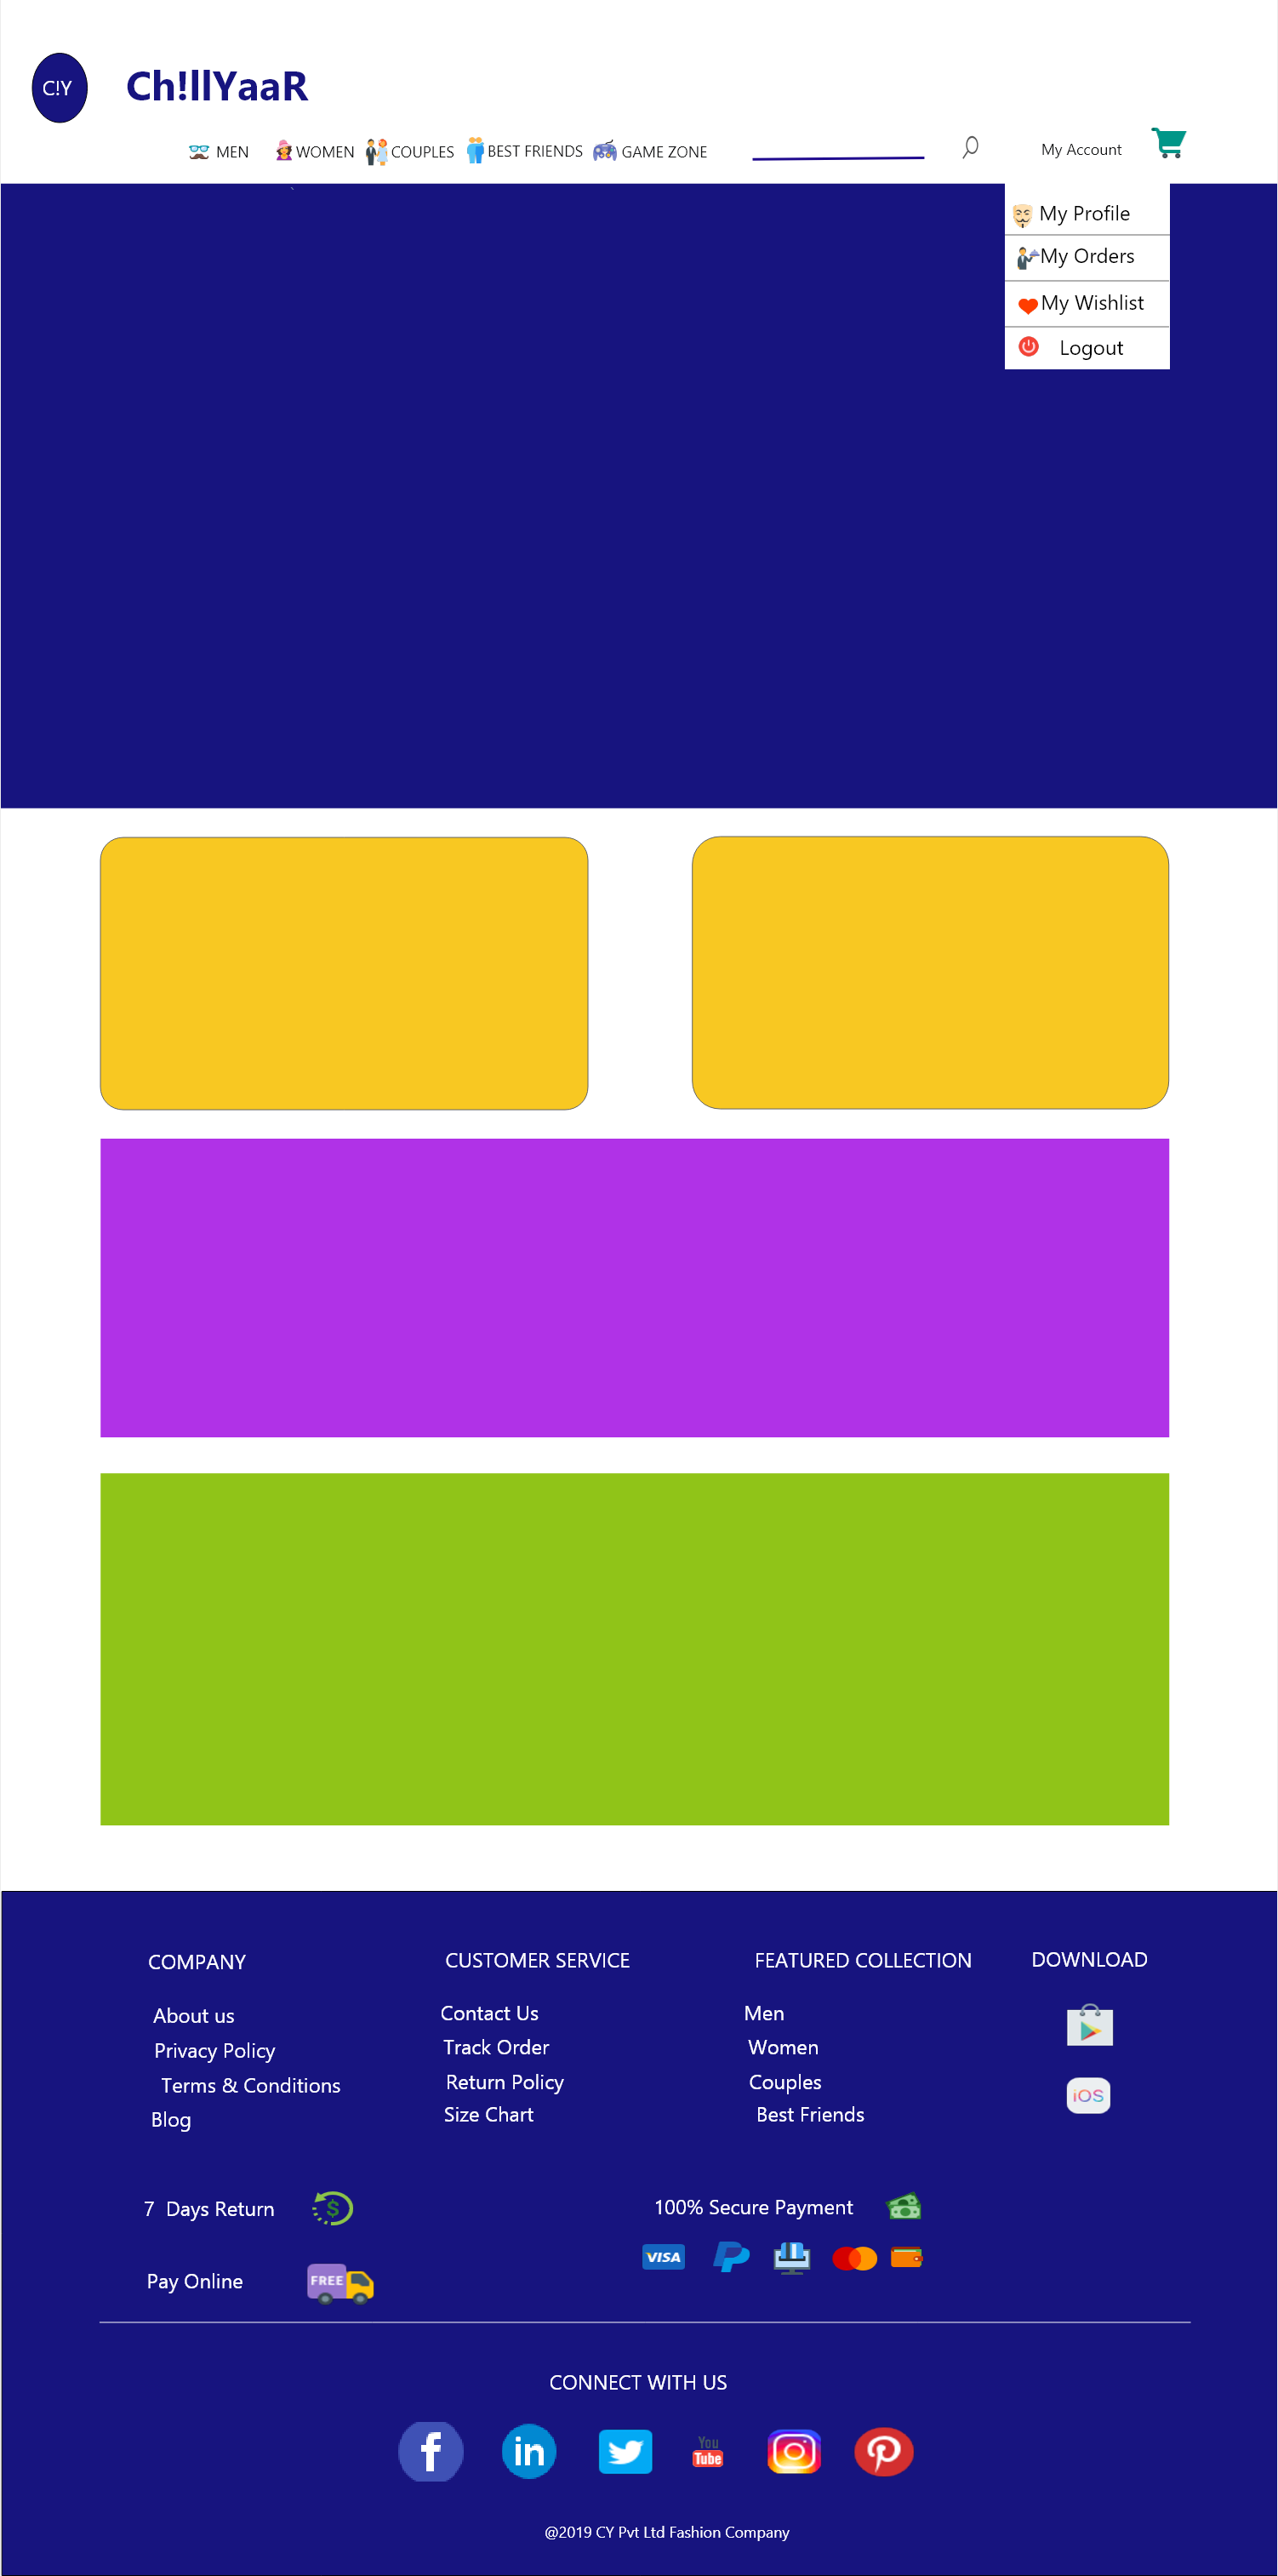 C!Y
Ch!llYaaR
MEN WOMEN COUPLES BEST FRIENDS GAME ZONE My Account
My Profile
My Orders
My Wishlist
Logout
COMPANY CUSTOMER SERVICE FEATURED COLLECTION DOWNLOAD
About us Contact Us Men
Privacy Policy Track Order Women
Terms & Conditions Return Policy Couples iOS
Blog Size Chart Best Friends
7 Days Return 100% Secure Payment
VISA
Pay Online FREE
CONNECT WITH US
f in You Tube
@2019 CY Pvt Ltd Fashion Company